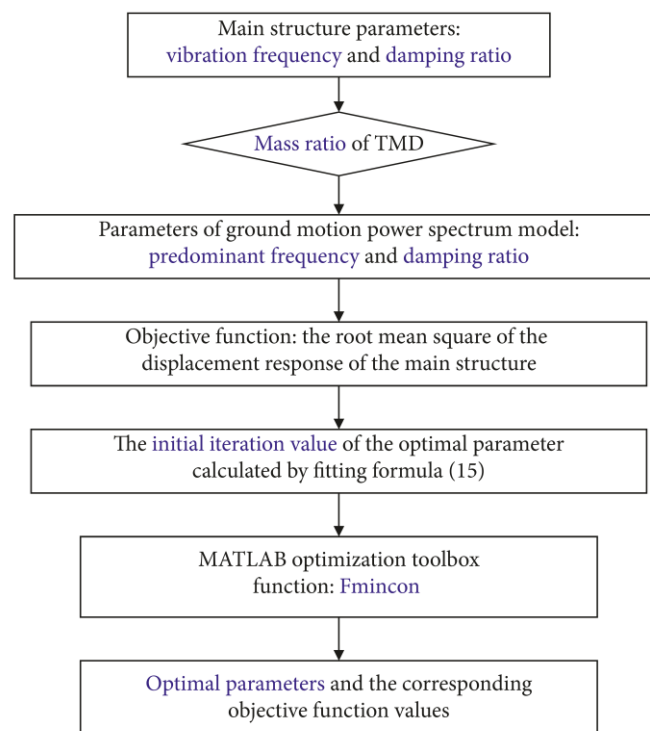 Main structure parameters:
vibration frequency and damping ratio
Mass ratio of TMD
Parameters of ground motion power spectrum model:
predominant frequency and damping ratio
Objective function: the root mean square of the
displacement response of the main structure
The initial iteration value of the optimal parameter
calculated by fitting formula (15)
MATLAB optimization toolbox
function: Fmincon
Optimal parameters and the corresponding
objective function values